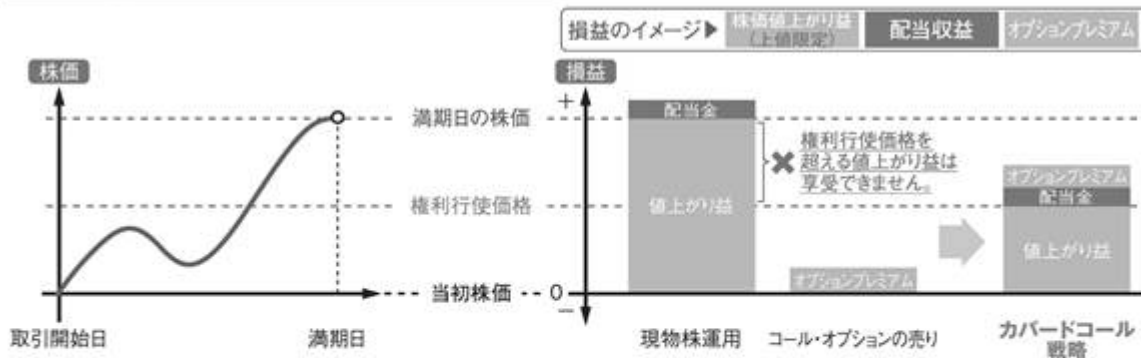 損益のイメージ▶
株価値上がり益
(上値限定)
配当収益
オプションプレミアム
株価
損益
+
満期日の株価
権利行使価格
当初株価
0
−
取引開始日
満期日
配当金
値上がり益
権利行使価格を
超える値上がり益は
享受できません。
オプションプレミアム
オプションプレミアム
配当金
値上がり益
現物株運用
コール・オプションの売り
カバードコール
戦略